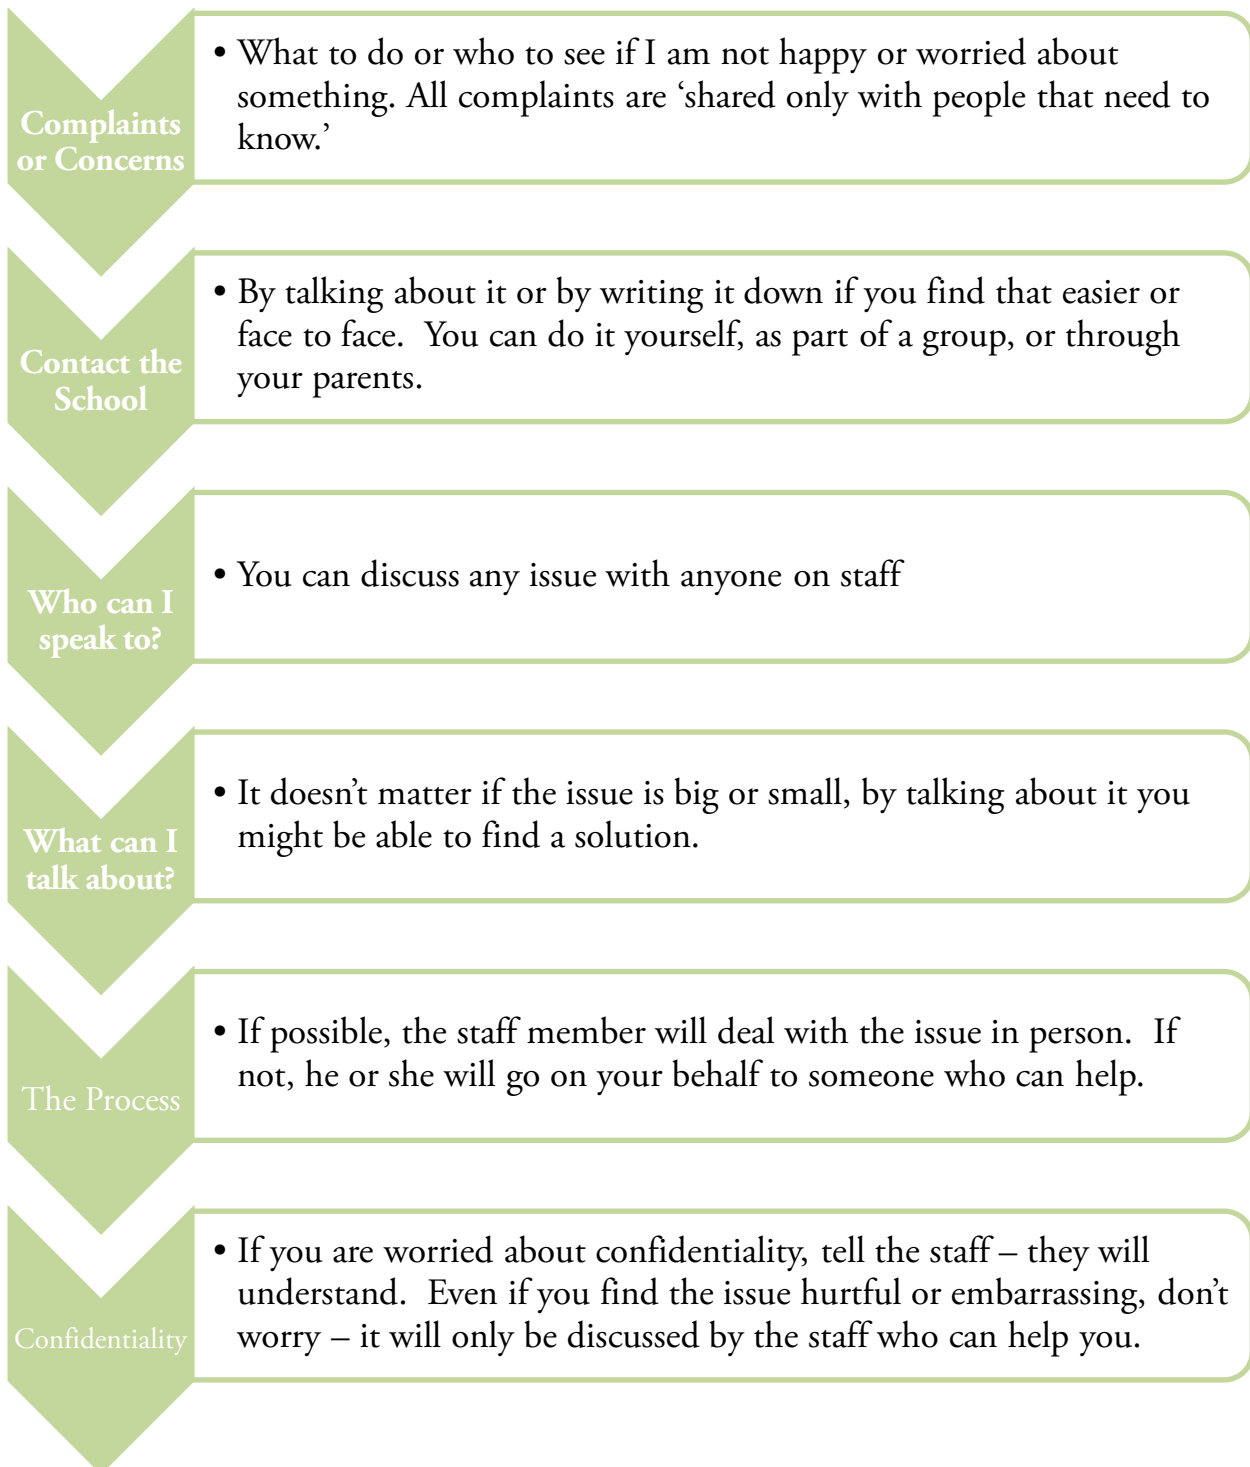 Complaints
or Concerns
• What to do or who to see if I am not happy or worried about
something. All complaints are ‘shared only with people that need to
know.’
Contact the
School
• By talking about it or by writing it down if you find that easier or
face to face.  You can do it yourself, as part of a group, or through
your parents.
Who can I
speak to?
• You can discuss any issue with anyone on staff
What can I
talk about?
• It doesn’t matter if the issue is big or small, by talking about it you
might be able to find a solution.
The Process
• If possible, the staff member will deal with the issue in person.  If
not, he or she will go on your behalf to someone who can help.
Confidentiality
• If you are worried about confidentiality, tell the staff – they will
understand.  Even if you find the issue hurtful or embarrassing, don’t
worry – it will only be discussed by the staff who can help you.